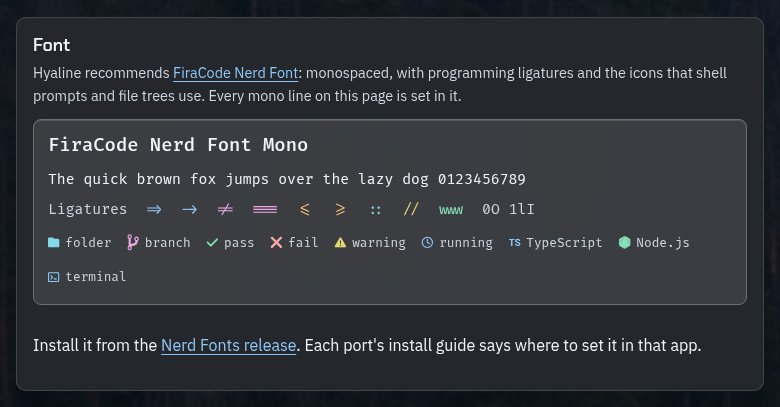 Font
Hyaline recommends FiraCode Nerd Font: monospaced, with programming ligatures and the icons that shell
prompts and file trees use. Every mono line on this page is set in it.
FiraCode Nerd Font Mono
The quick brown fox jumps over the lazy dog 0123456789
Ligatures => -> != === <= >= :: // www 0O 1lI
folder branch pass fail warning running TS TypeScript Node.js
terminal
Install it from the Nerd Fonts release. Each port's install guide says where to set it in that app.